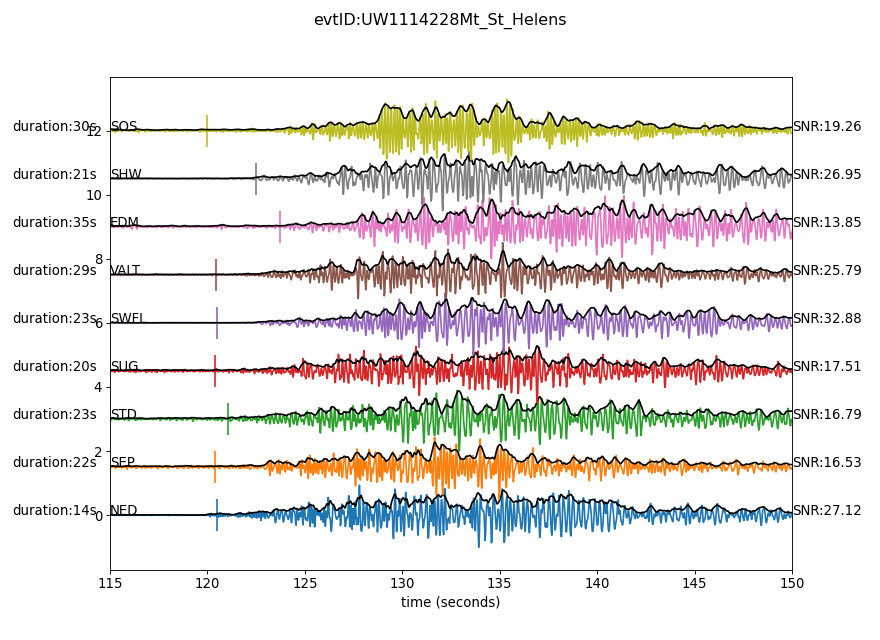 evtID:UW1114228Mt_St_Helens
duration:30s 12 SOS SNR:19.26
duration:21s SHW SNR:26.95
10
duration:35s EDM SNR:13.85
8
duration:29s VALT SNR:25.79
duration:23s 6 SWFL SNR:32.88
duration:20s SUG SNR:17.51
4
duration:23s STD SNR:16.79
2
duration:22s SEP SNR:16.53
duration:14s 0 NED SNR:27.12
115 120 125 130 135 140 145 150
time (seconds)